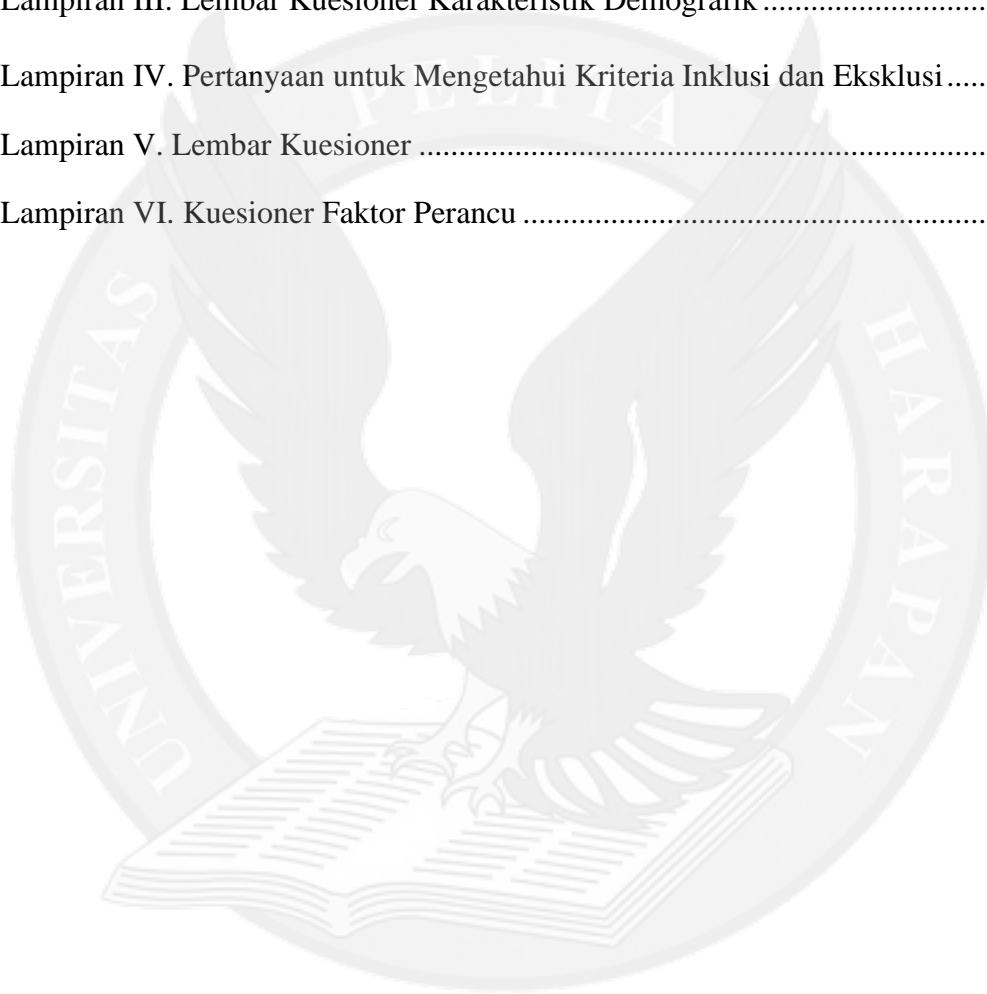 Lampiran III. Lembar Kuesioner Karakteristik Demografik ............................
Lampiran IV. Pertanyaan untuk Mengetahui Kriteria Inklusi dan Eksklusi .....
Lampiran V. Lembar Kuesioner .......................................................................
Lampiran VI. Kuesioner Faktor Perancu ..........................................................
UNIVERSITAS PELITA HARAPAN